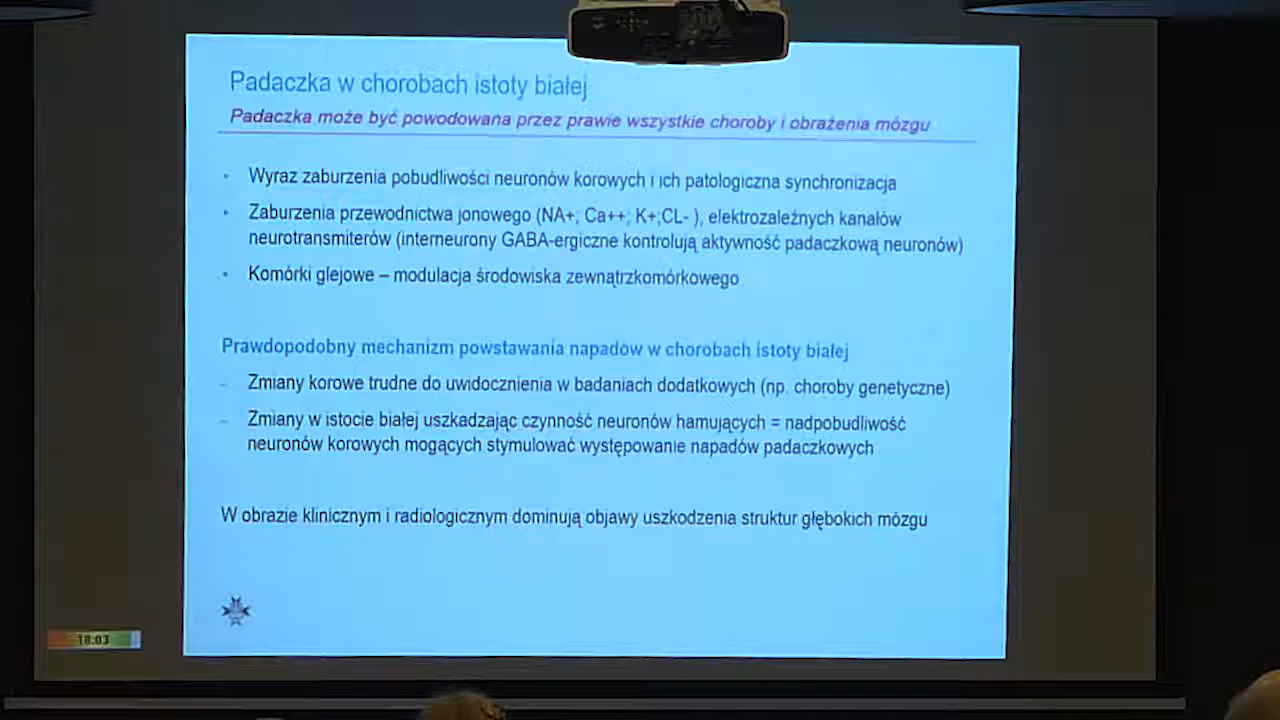 Padaczka w chorobach istoty białej
Padaczka może być powodowana przez prawie wszystkie choroby i obrażenia mózgu
Wyraz zaburzenia pobudliwości neuronów korowych i ich patologiczna synchronizacja
Zaburzenia przewodnictwa jonowego (NA+; Ca++; K+;CL- ), elektrozależnych kanałów
neurotransmiterów (interneurony GABA-ergiczne kontrolują aktywność padaczkową neuronów)
Komórki glejowe – modulacja środowiska zewnątrzkomórkowego
Prawdopodobny mechanizm powstawania napadów w chorobach istoty białej
Zmiany korowe trudne do uwidocznienia w badaniach dodatkowych (np. choroby genetyczne)
Zmiany w istocie białej uszkadzając czynność neuronów hamujących = nadpobudliwość
neuronów korowych mogących stymulować występowanie napadów padaczkowych
W obrazie klinicznym i radiologicznym dominują objawy uszkodzenia struktur głębokich mózgu
18:03